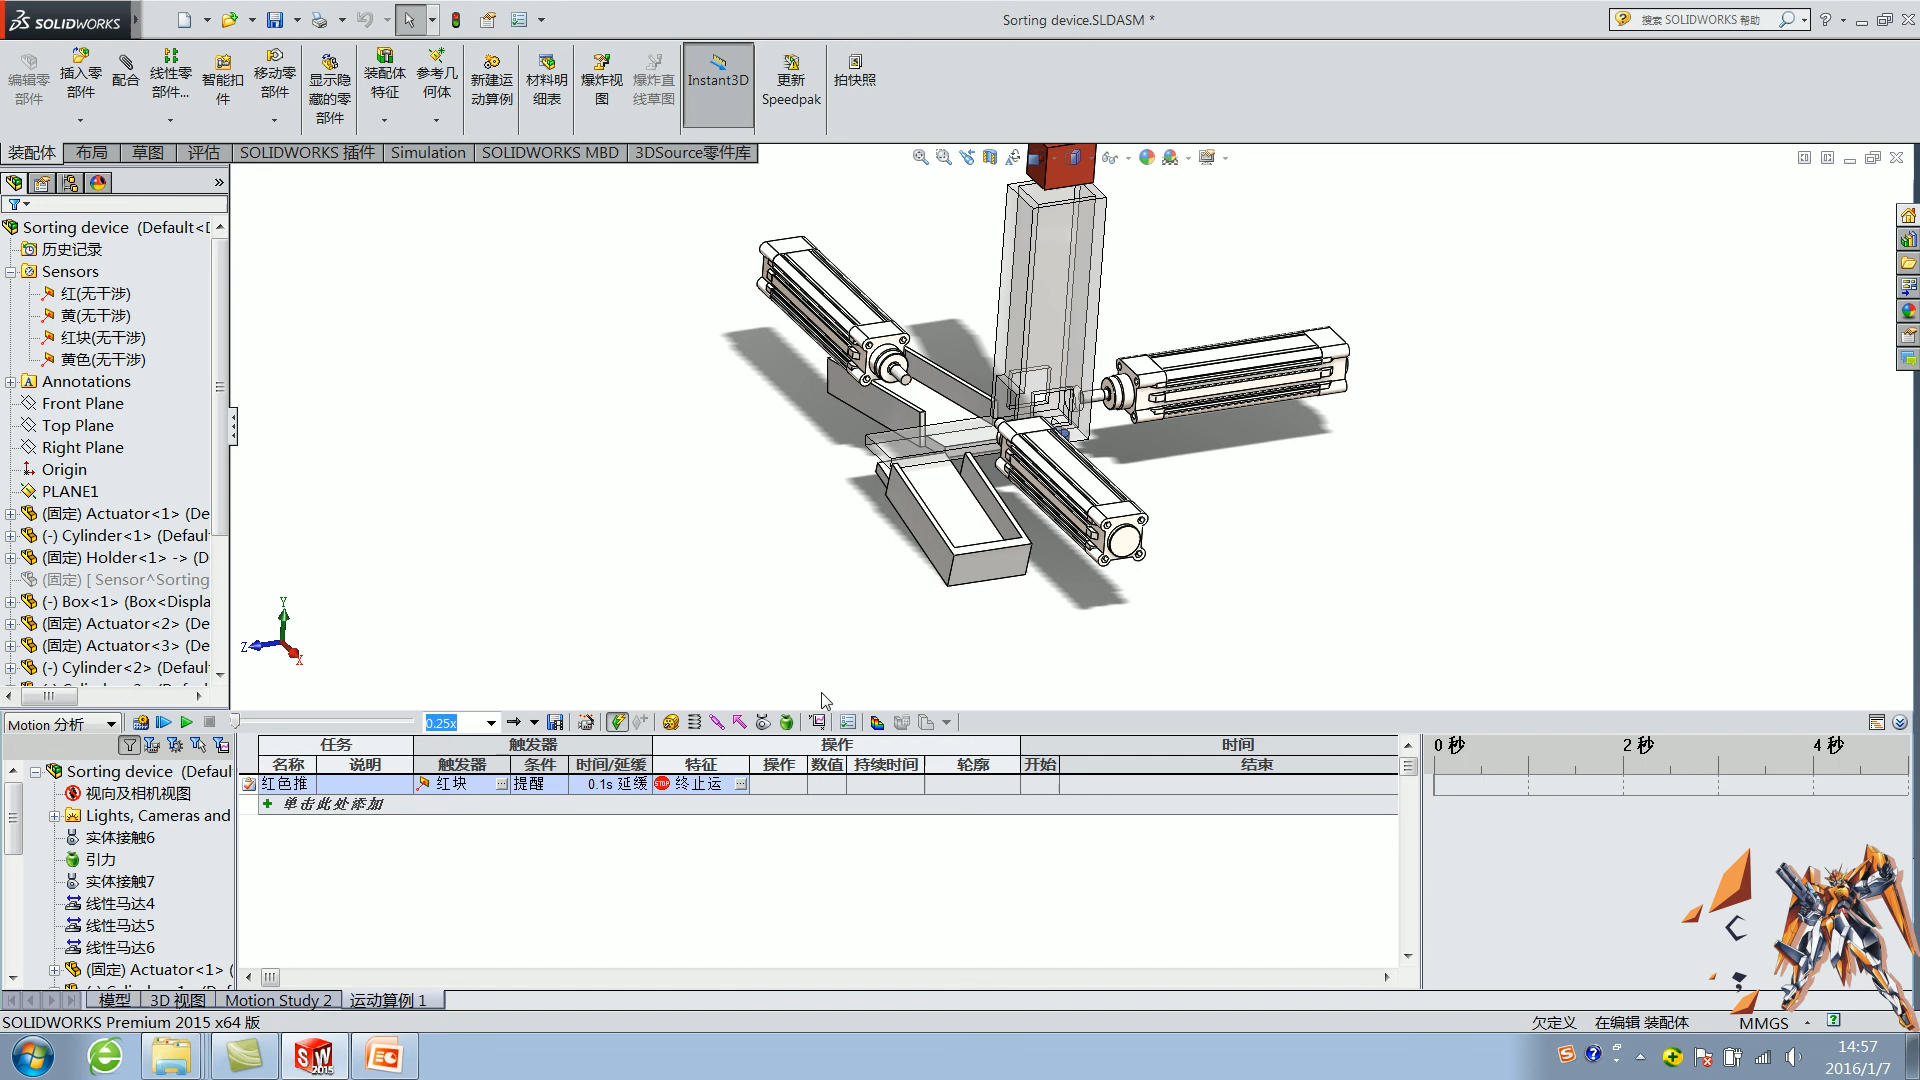 SOLIDWORKS
Sorting device.SLDASM *
搜索 SOLIDWORKS 帮助
编辑零部件
插入零部件
配合
线性零部件...
智能扣件
移动零部件
显示隐藏的零部件
装配体特征
参考几何体
新建运动算例
材料明细表
爆炸视图
爆炸直线草图
Instant3D
更新 Speedpak
拍快照
装配体 布局 草图 评估 SOLIDWORKS 插件 Simulation SOLIDWORKS MBD 3DSource零件库
Sorting device (Default<D
历史记录
Sensors
红(无干涉)
黄(无干涉)
红块(无干涉)
黄色(无干涉)
Annotations
Front Plane
Top Plane
Right Plane
Origin
PLANE1
(固定) Actuator<1> (De
(-) Cylinder<1> (Defaul
(固定) Holder<1> -> (D
(固定) [ Sensor^Sorting
(-) Box<1> (Box<Displa
(固定) Actuator<2> (De
(固定) Actuator<3> (De
(-) Cylinder<2> (Defaul
Y
Z
X
Motion 分析
0.25x
任务 触发器 操作 时间
名称 说明 触发器 条件 时间/延缓 特征 操作 数值 持续时间 轮廓 开始 结束
红色推 红块 提醒 0.1s 延缓 STOP 终止运
单击此处添加
0 秒 2 秒 4 秒
Sorting device (Defaul
视向及相机视图
Lights, Cameras and
实体接触6
引力
实体接触7
线性马达4
线性马达5
线性马达6
(固定) Actuator<1> (
模型 3D 视图 Motion Study 2 运动算例 1
SOLIDWORKS Premium 2015 x64 版
欠定义 在编辑 装配体 MMGS
SW 2015
14:57
2016/1/7